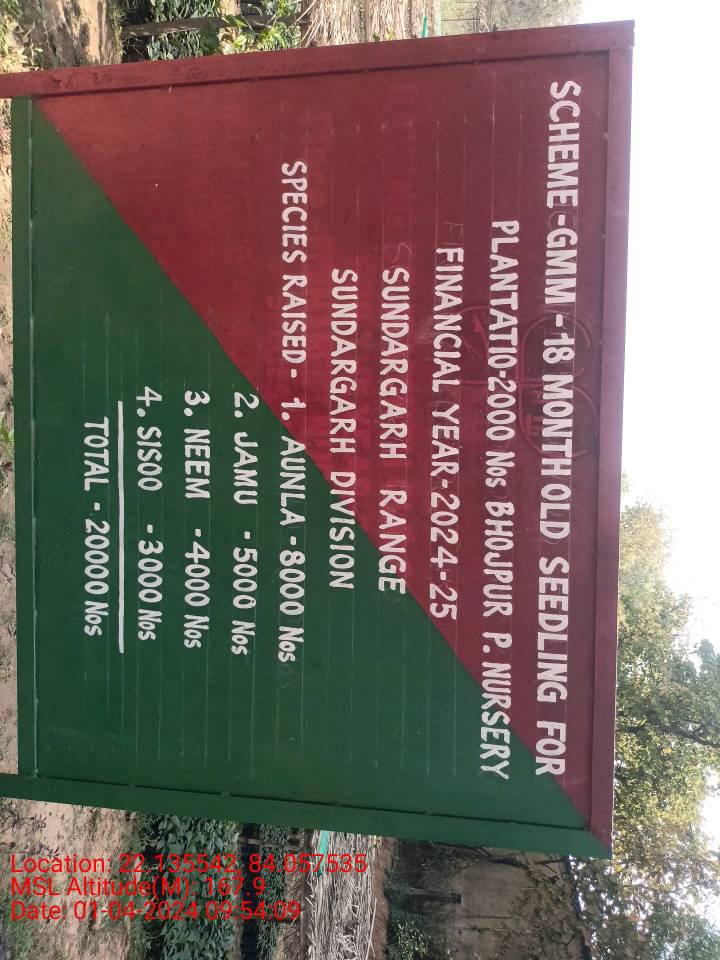 SCHEME-GMM-18 MONTH OLD SEEDLING FOR
PLANTATIO-2000 Nos BHOJPUR P. NURSERY
FINANCIAL YEAR-2024-25
SUNDARGARH RANGE
SUNDARGARH DIVISION
SPECIES RAISED- 1. AUNLA-8000 Nos
2. JAMU -5000 Nos
3. NEEM -4000 Nos
4. SISOO -3000 Nos
TOTAL -20000 Nos
Location: 22.135542, 84.057535
MSL Altitude(M): 167.9
Date: 01-04-2024 09:54:09